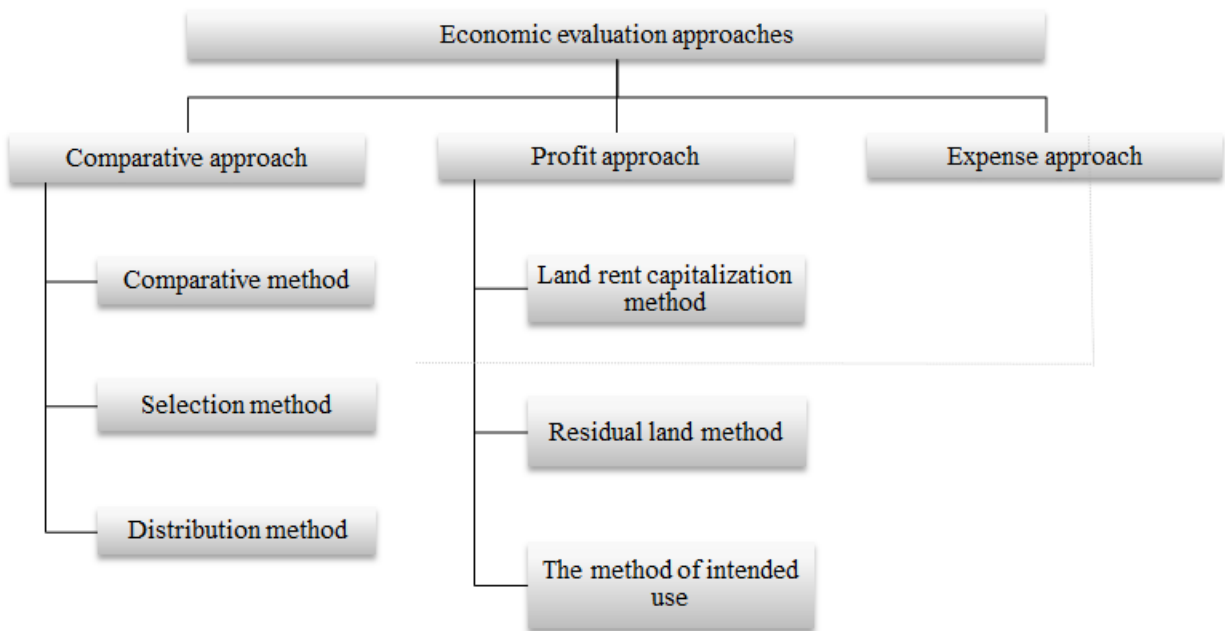 Economic evaluation approaches
Comparative approach
Profit approach
Expense approach
Comparative method
Selection method
Distribution method
Land rent capitalization
method
Residual land method
The method of intended
use